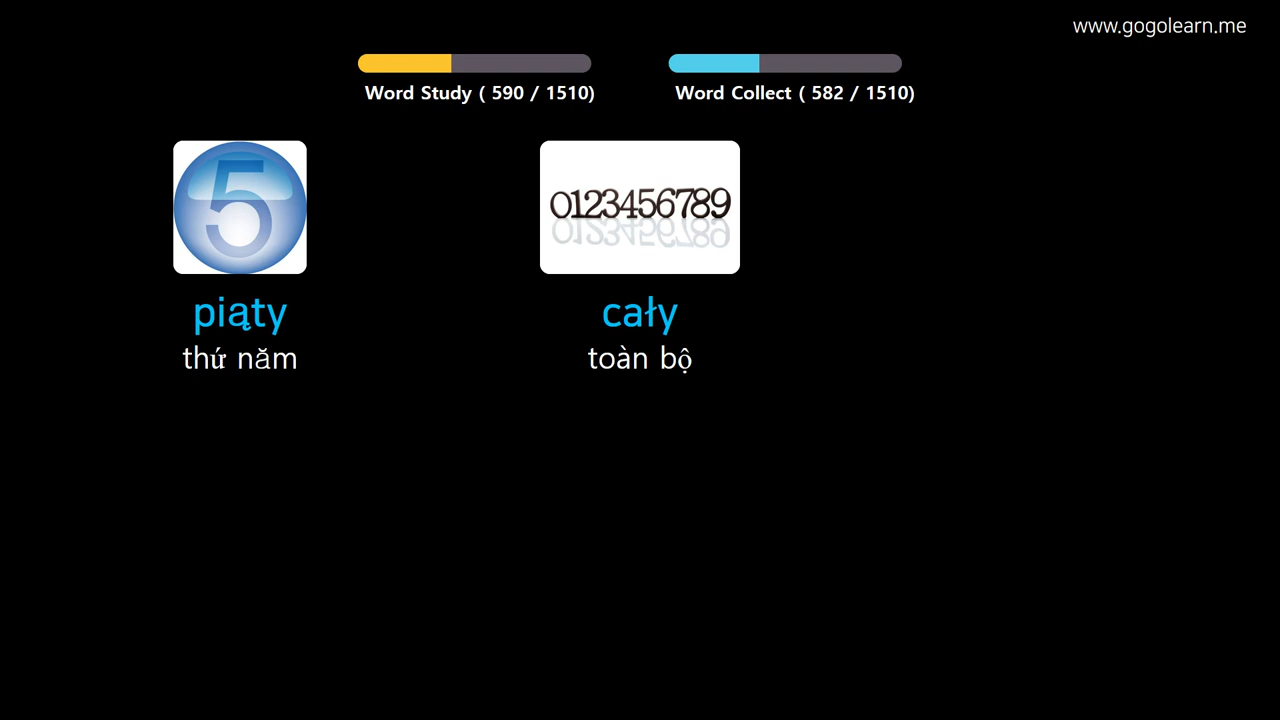 www.gogolearn.me
Word Study ( 590 / 1510)
Word Collect ( 582 / 1510)
5
0123456789
piąty
cały
thứ năm
toàn bộ